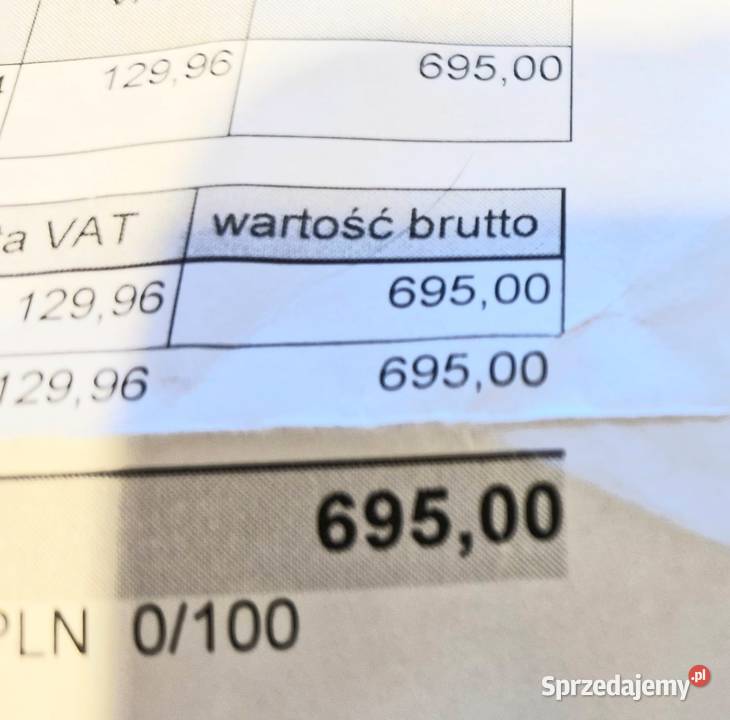 129,96 695,00
VAT wartość brutto
129,96 695,00
129,96 695,00
695,00
PLN 0/100
Sprzedajemy.pl